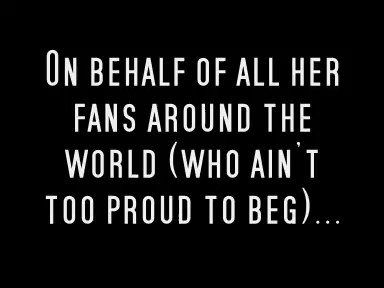 On behalf of all her
fans around the
world (who ain't
too proud to beg)...